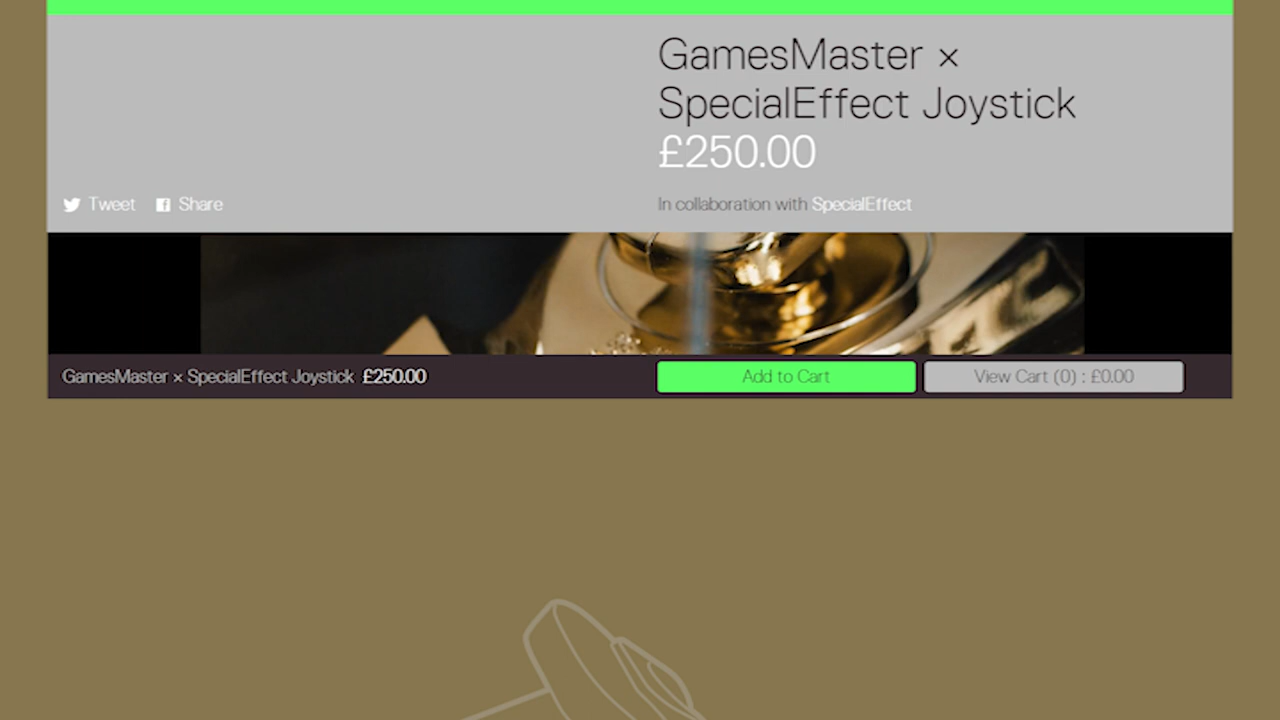 GamesMaster ×
SpecialEffect Joystick
£250.00
Tweet Share
In collaboration with SpecialEffect
GamesMaster × SpecialEffect Joystick £250.00
Add to Cart
View Cart (0) : £0.00